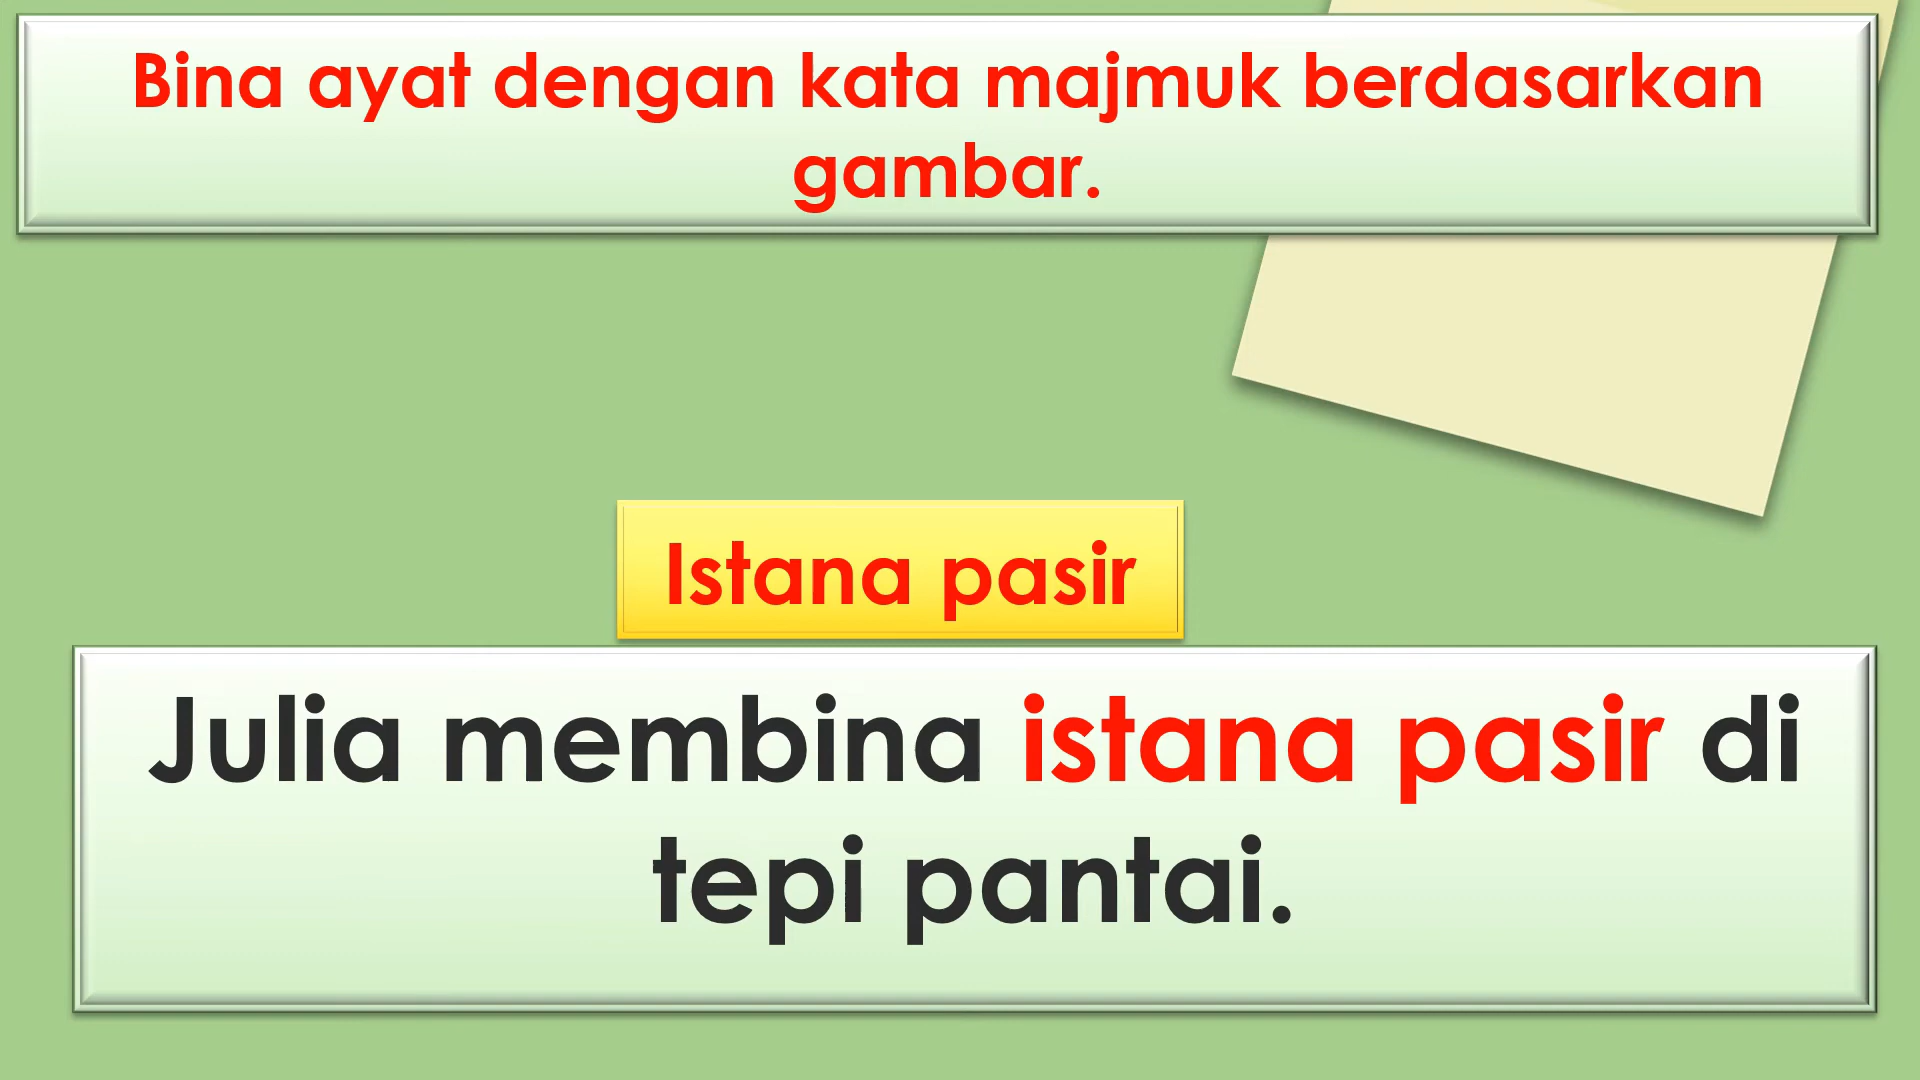 Bina ayat dengan kata majmuk berdasarkan
gambar.
Istana pasir
Julia membina istana pasir di
tepi pantai.